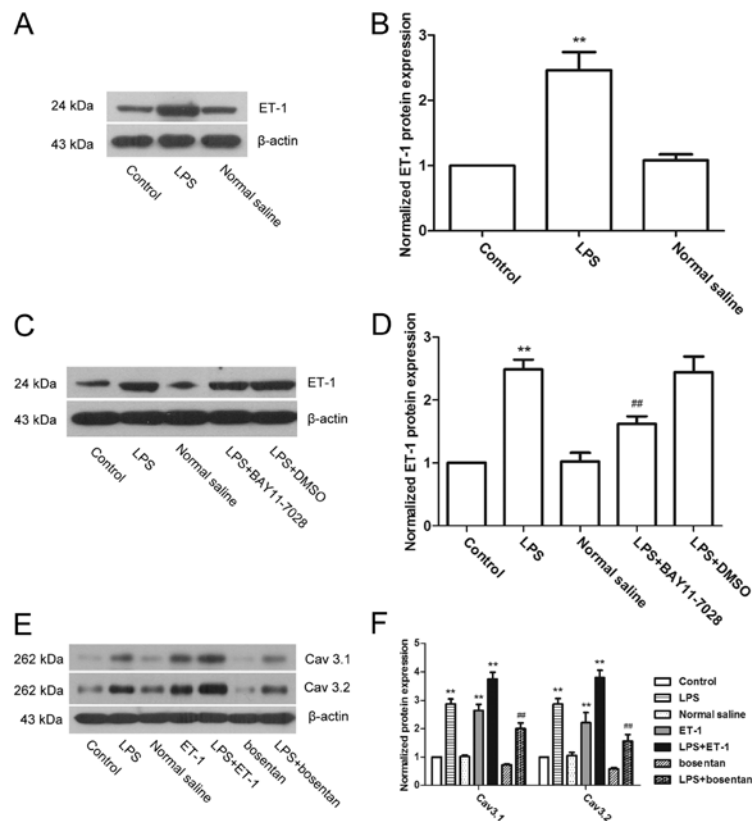 A
24 kDa
ET-1
43 kDa
β-actin
Control
LPS
Normal saline
B
Normalized ET-1 protein expression
3
2
1
0
**
Control
LPS
Normal saline
C
24 kDa
ET-1
43 kDa
β-actin
Control
LPS
Normal saline
LPS+BAY11-7028
LPS+DMSO
D
Normalized ET-1 protein expression
3
2
1
0
**
##
Control
LPS
Normal saline
LPS+BAY11-7028
LPS+DMSO
E
262 kDa
Cav 3.1
262 kDa
Cav 3.2
43 kDa
β-actin
Control
LPS
Normal saline
ET-1
LPS+ET-1
bosentan
LPS+bosentan
F
Normalized protein expression
5
4
3
2
1
0
**
**
**
##
**
**
**
##
Cav3.1
Cav3.2
Control
LPS
Normal saline
ET-1
LPS+ET-1
bosentan
LPS+bosentan